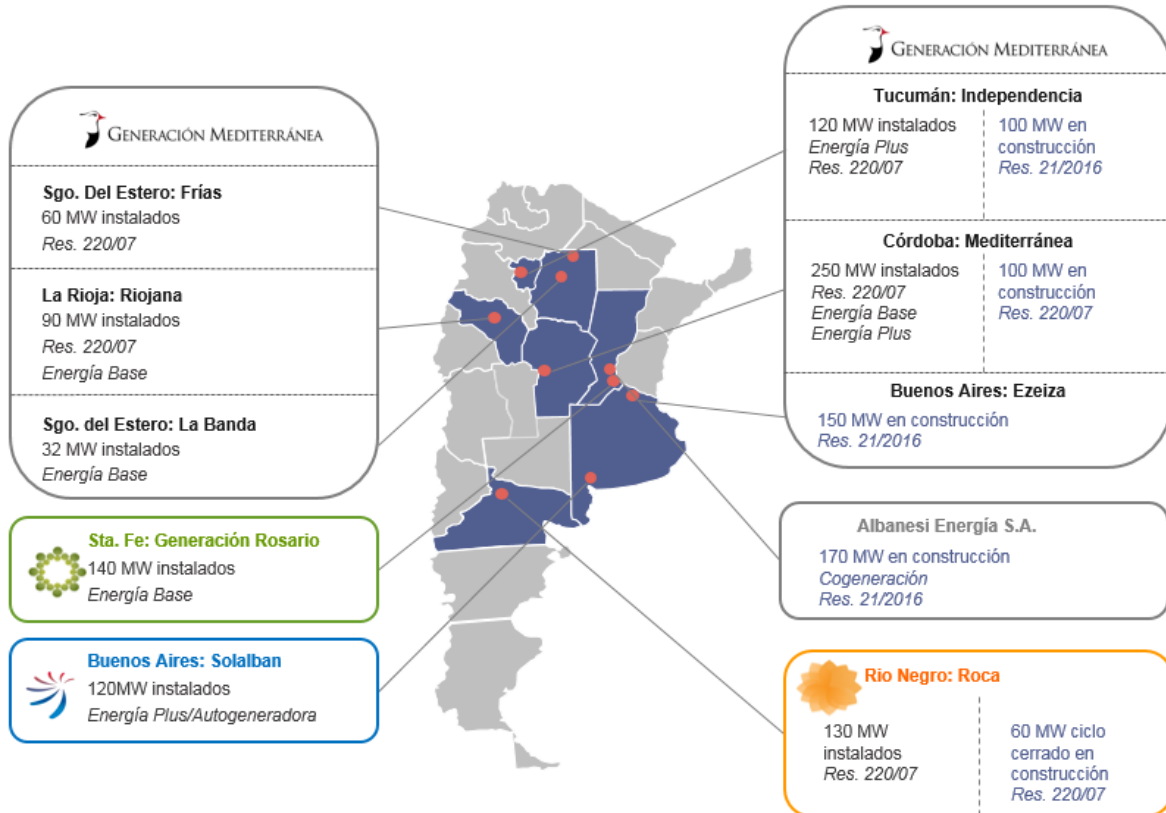 GENERACIÓN MEDITERRÁNEA
Sgo. Del Estero: Frías
60 MW instalados
Res. 220/07
La Rioja: Riojana
90 MW instalados
Res. 220/07
Energía Base
Sgo. del Estero: La Banda
32 MW instalados
Energía Base
Sta. Fe: Generación Rosario
140 MW instalados
Energía Base
Buenos Aires: Solalban
120MW instalados
Energía Plus/Autogeneradora
GENERACIÓN MEDITERRÁNEA
Tucumán: Independencia
120 MW instalados
Energía Plus
Res. 220/07
100 MW en
construcción
Res. 21/2016
Córdoba: Mediterránea
250 MW instalados
Res. 220/07
Energía Base
Energía Plus
100 MW en
construcción
Res. 220/07
Buenos Aires: Ezeiza
150 MW en construcción
Res. 21/2016
Albanesi Energía S.A.
170 MW en construcción
Cogeneración
Res. 21/2016
Rio Negro: Roca
130 MW
instalados
Res. 220/07
60 MW ciclo
cerrado en
construcción
Res. 220/07